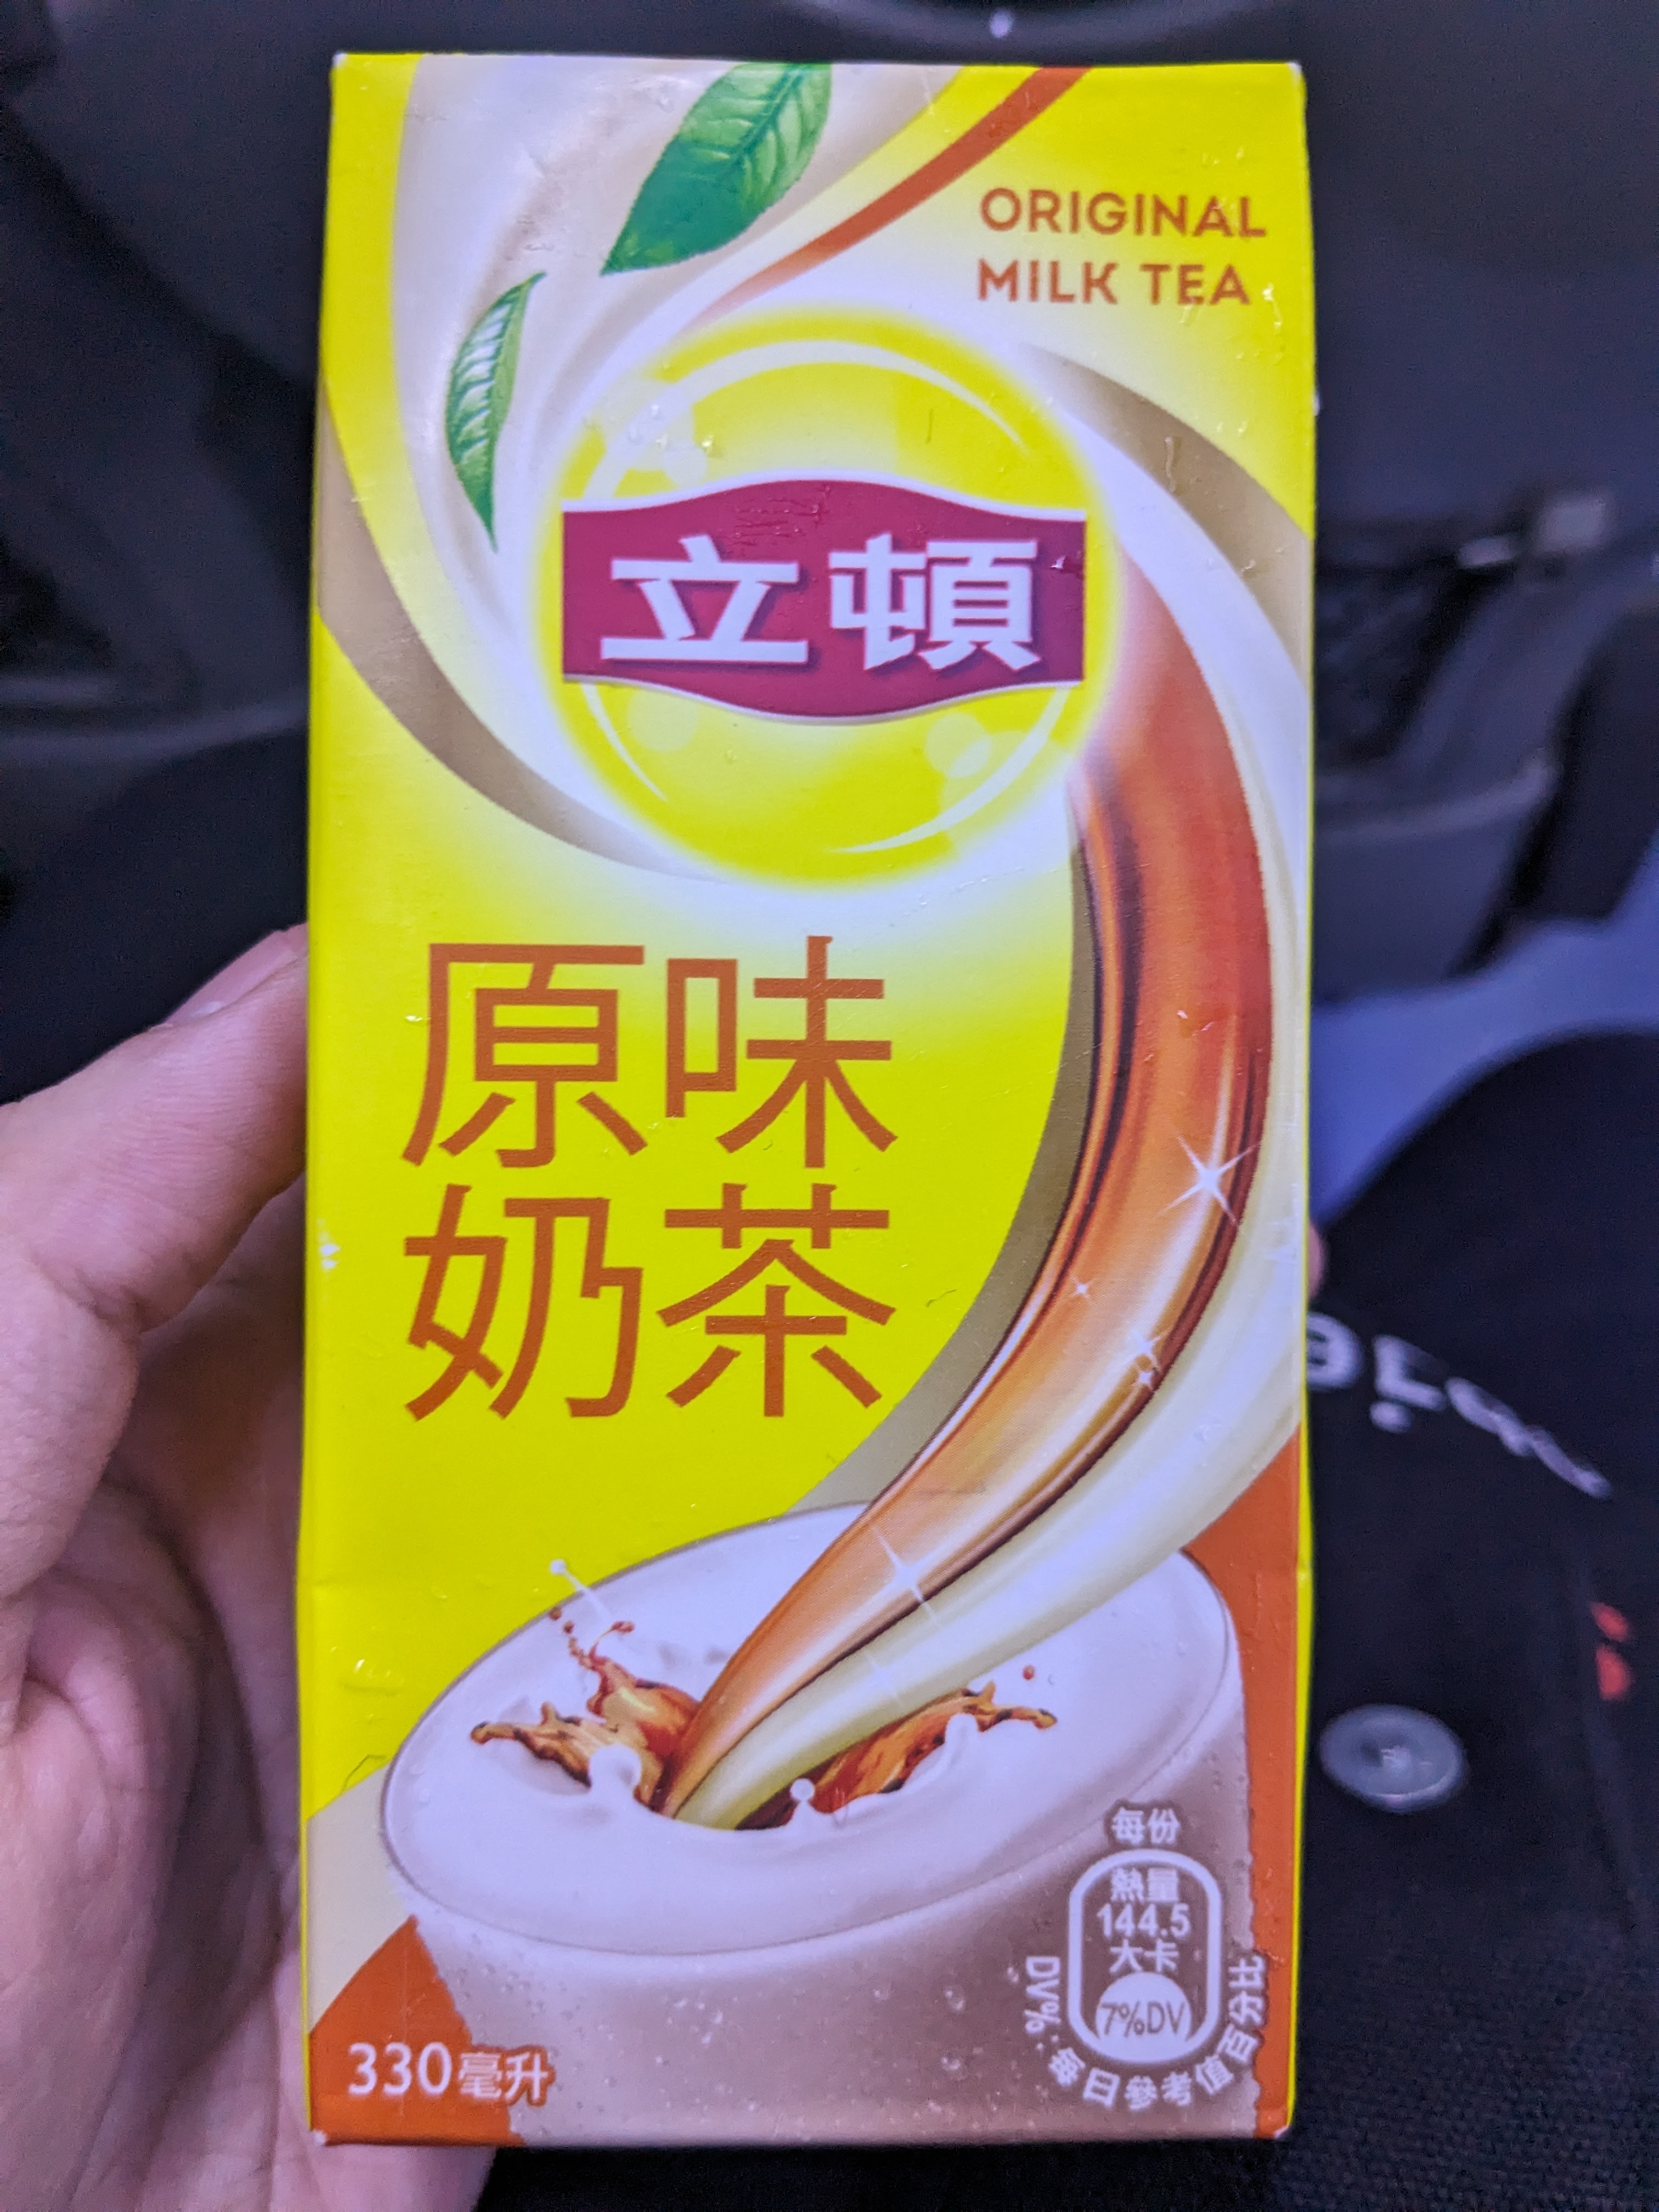 ORIGINAL
MILK TEA
立頓
原味
奶茶
每份
熱量
144.5
大卡
7%DV
DV%:每日參考值百分比
330毫升